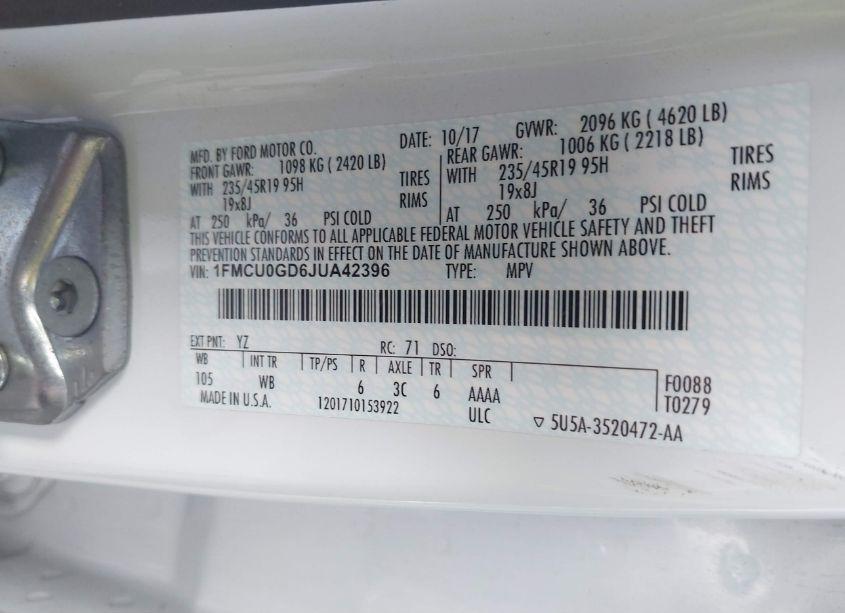 MFD. BY FORD MOTOR CO. DATE: 10/17 GVWR: 2096 KG ( 4620 LB)
FRONT GAWR: 1098 KG ( 2420 LB) REAR GAWR: 1006 KG ( 2218 LB)
WITH 235/45R19 95H TIRES WITH 235/45R19 95H TIRES
19x8J RIMS 19x8J RIMS
AT 250 kPa/ 36 PSI COLD AT 250 kPa/ 36 PSI COLD
THIS VEHICLE CONFORMS TO ALL APPLICABLE FEDERAL MOTOR VEHICLE SAFETY AND THEFT
PREVENTION STANDARDS IN EFFECT ON THE DATE OF MANUFACTURE SHOWN ABOVE.
VIN: 1FMCU0GD6JUA42396 TYPE: MPV
EXT PNT: YZ RC: 71 DSO:
WB INT TR TP/PS R AXLE TR SPR
105 WB 6 3C 6 AAAA F0088
MADE IN U.S.A. 1201710153922 ULC T0279
5U5A-3520472-AA